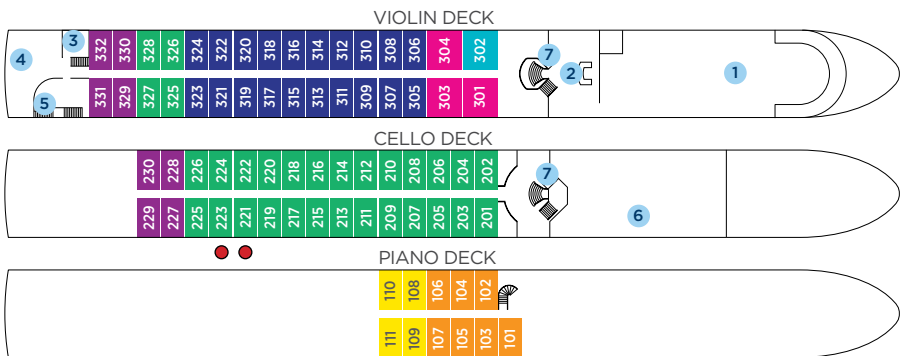 VIOLIN DECK
4 3 332 330 328 326 324 322 320 318 316 314 312 310 308 306 304 302 7 2 1
5 331 329 327 325 323 321 319 317 315 313 311 309 307 305 303 301
CELLO DECK
230 228 226 224 222 220 218 216 214 212 210 208 206 204 202 7
229 227 225 223 221 219 217 215 213 211 209 207 205 203 201 6
PIANO DECK
110 108 106 104 102
111 109 107 105 103 101